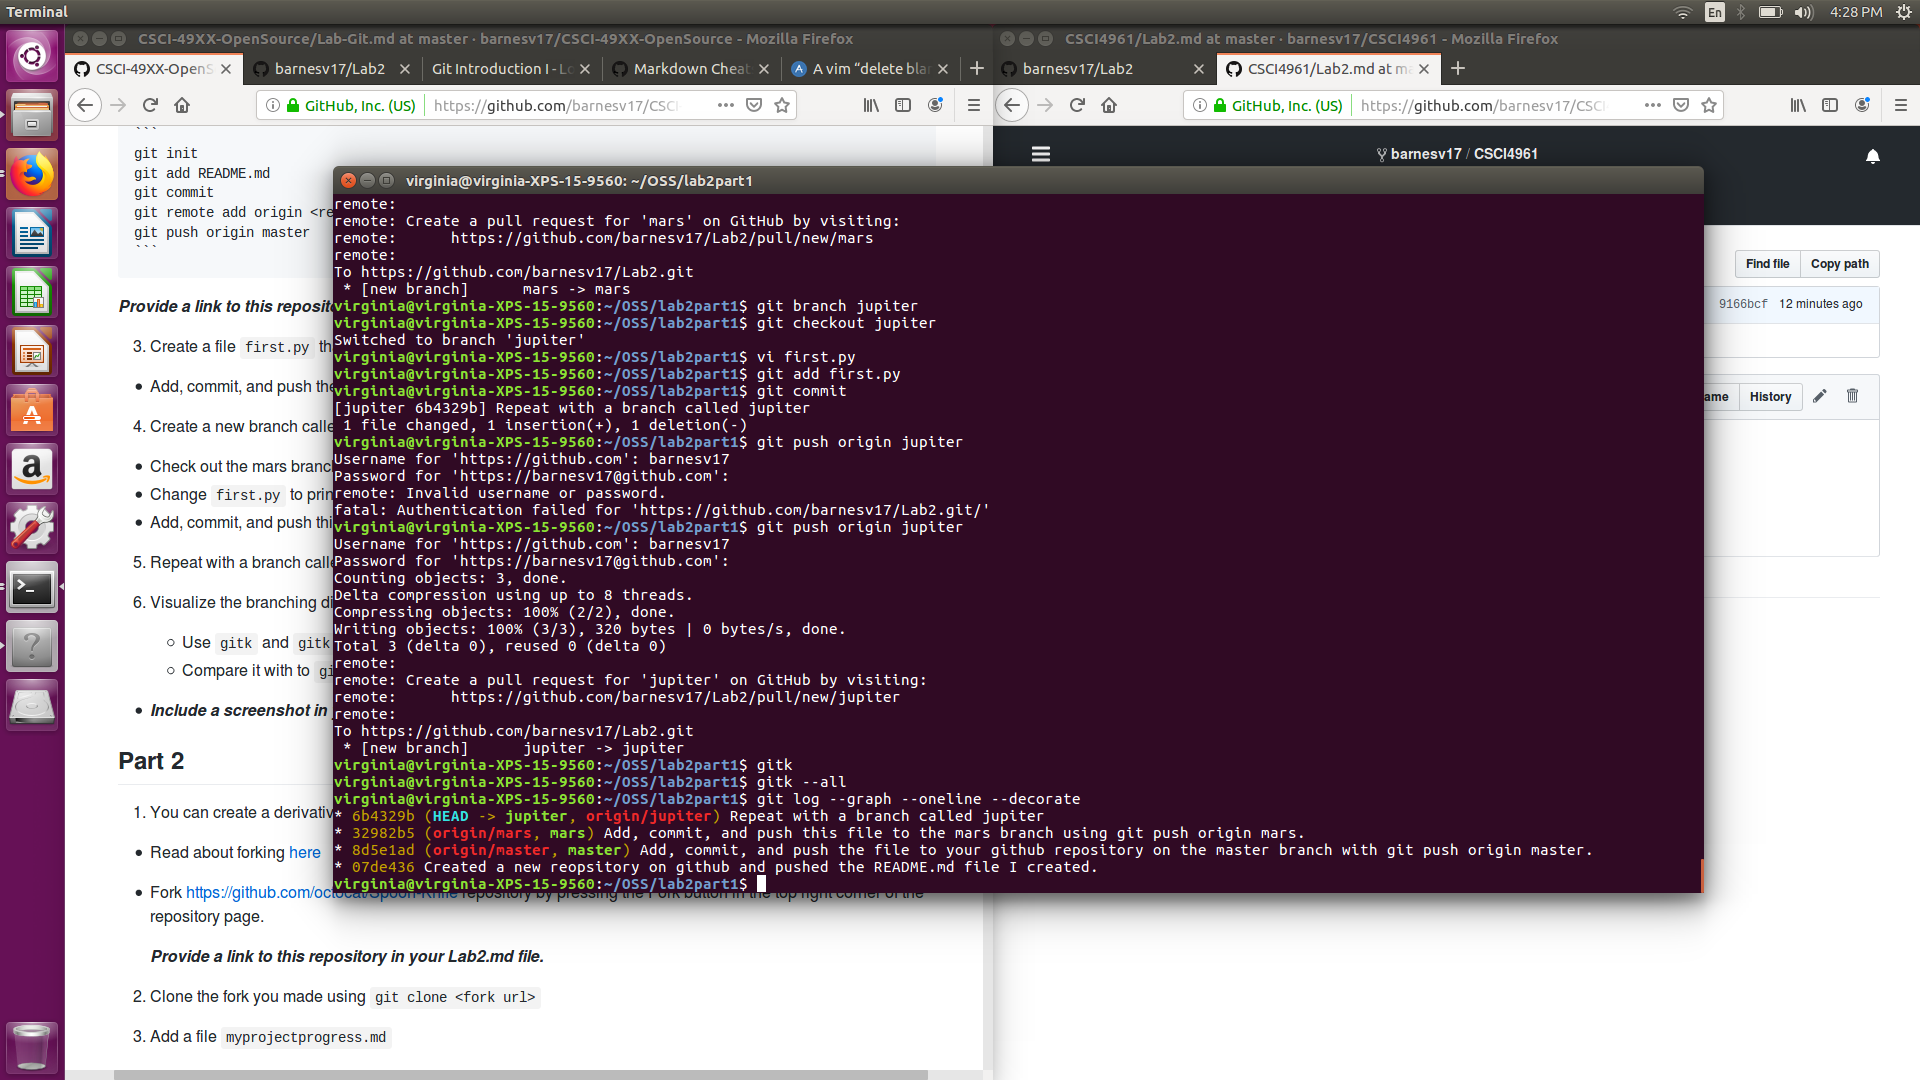 Terminal
En
4:28 PM
CSCI-49XX-OpenSource/Lab-Git.md at master · barnesv17/CSCI-49XX-OpenSource - Mozilla Firefox
CSCI-49XX-OpenS
barnesv17/Lab2
Git Introduction I - Lo
Markdown Cheat
A vim “delete blan
GitHub, Inc. (US)
https://github.com/barnesv17/CSCI
```
git init
git add README.md
git commit
git remote add origin <re
git push origin master
```
Provide a link to this reposit
3. Create a file first.py th
Add, commit, and push the
4. Create a new branch calle
Check out the mars branch
Change first.py to prin
Add, commit, and push thi
5. Repeat with a branch calle
6. Visualize the branching di
Use gitk and gitk
Compare it with to gi
Include a screenshot in
Part 2
1. You can create a derivativ
Read about forking here
Fork https://github.com/octocat/Spoon-Knife repository by pressing the Fork button in the top right corner of the
repository page.
Provide a link to this repository in your Lab2.md file.
2. Clone the fork you made using git clone <fork url>
3. Add a file myprojectprogress.md
CSCI4961/Lab2.md at master · barnesv17/CSCI4961 - Mozilla Firefox
barnesv17/Lab2
CSCI4961/Lab2.md at ma
GitHub, Inc. (US)
https://github.com/barnesv17/CSC
barnesv17 / CSCI4961
Find file
Copy path
9166bcf 12 minutes ago
ame
History
virginia@virginia-XPS-15-9560: ~/OSS/lab2part1
remote:
remote: Create a pull request for 'mars' on GitHub by visiting:
remote:      https://github.com/barnesv17/Lab2/pull/new/mars
remote:
To https://github.com/barnesv17/Lab2.git
 * [new branch]      mars -> mars
virginia@virginia-XPS-15-9560:~/OSS/lab2part1$ git branch jupiter
virginia@virginia-XPS-15-9560:~/OSS/lab2part1$ git checkout jupiter
Switched to branch 'jupiter'
virginia@virginia-XPS-15-9560:~/OSS/lab2part1$ vi first.py
virginia@virginia-XPS-15-9560:~/OSS/lab2part1$ git add first.py
virginia@virginia-XPS-15-9560:~/OSS/lab2part1$ git commit
[jupiter 6b4329b] Repeat with a branch called jupiter
 1 file changed, 1 insertion(+), 1 deletion(-)
virginia@virginia-XPS-15-9560:~/OSS/lab2part1$ git push origin jupiter
Username for 'https://github.com': barnesv17
Password for 'https://barnesv17@github.com':
remote: Invalid username or password.
fatal: Authentication failed for 'https://github.com/barnesv17/Lab2.git/'
virginia@virginia-XPS-15-9560:~/OSS/lab2part1$ git push origin jupiter
Username for 'https://github.com': barnesv17
Password for 'https://barnesv17@github.com':
Counting objects: 3, done.
Delta compression using up to 8 threads.
Compressing objects: 100% (2/2), done.
Writing objects: 100% (3/3), 320 bytes | 0 bytes/s, done.
Total 3 (delta 0), reused 0 (delta 0)
remote:
remote: Create a pull request for 'jupiter' on GitHub by visiting:
remote:      https://github.com/barnesv17/Lab2/pull/new/jupiter
remote:
To https://github.com/barnesv17/Lab2.git
 * [new branch]      jupiter -> jupiter
virginia@virginia-XPS-15-9560:~/OSS/lab2part1$ gitk
virginia@virginia-XPS-15-9560:~/OSS/lab2part1$ gitk --all
virginia@virginia-XPS-15-9560:~/OSS/lab2part1$ git log --graph --oneline --decorate
* 6b4329b (HEAD -> jupiter, origin/jupiter) Repeat with a branch called jupiter
* 32982b5 (origin/mars, mars) Add, commit, and push this file to the mars branch using git push origin mars.
* 8d5e1ad (origin/master, master) Add, commit, and push the file to your github repository on the master branch with git push origin master.
* 07de436 Created a new reopsitory on github and pushed the README.md file I created.
virginia@virginia-XPS-15-9560:~/OSS/lab2part1$